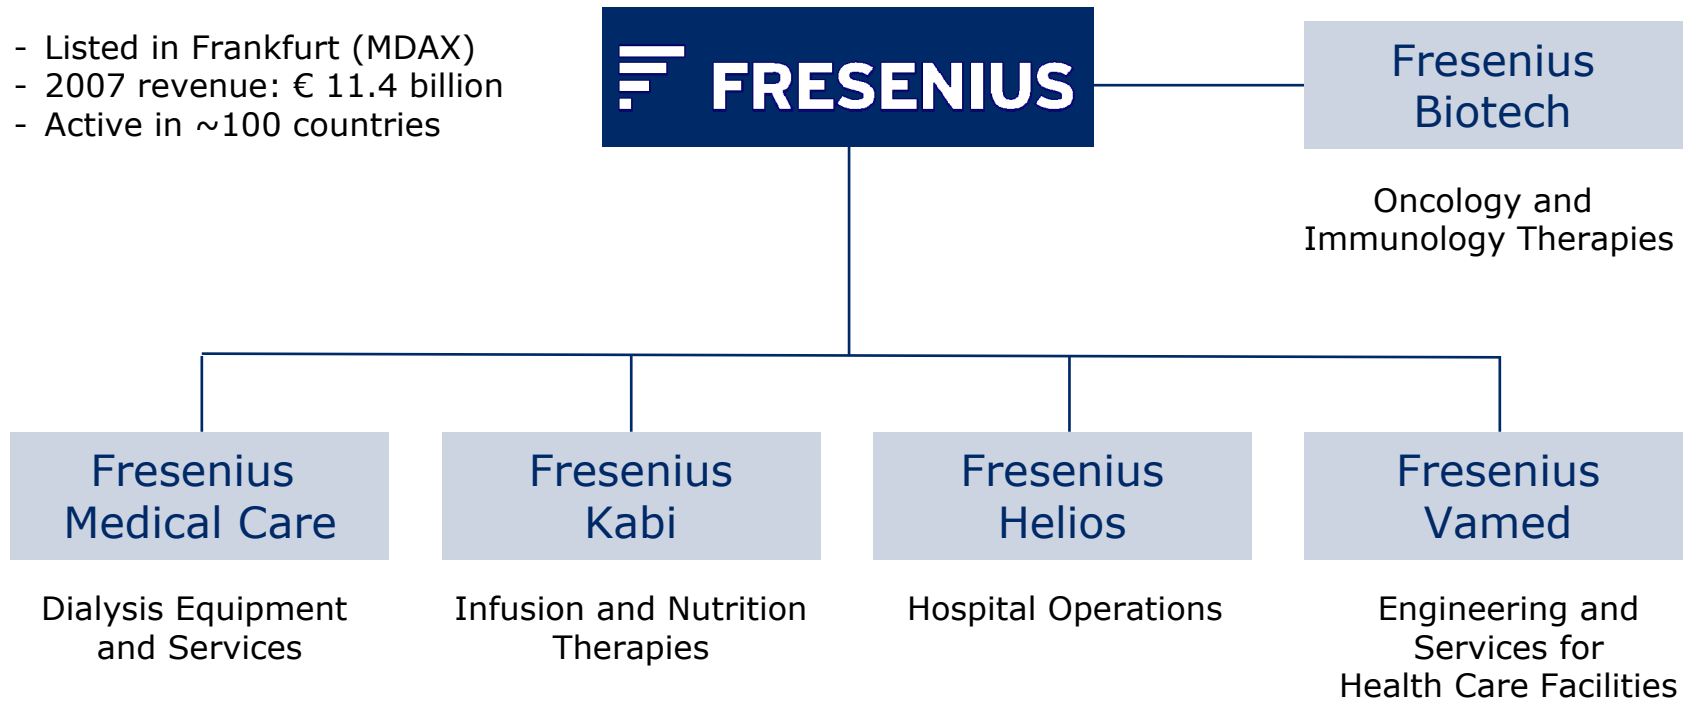 - Listed in Frankfurt (MDAX)
- 2007 revenue: € 11.4 billion
- Active in ~100 countries
FRESENIUS
Fresenius
Biotech
Oncology and
Immunology Therapies
Fresenius
Medical Care
Dialysis Equipment
and Services
Fresenius
Kabi
Infusion and Nutrition
Therapies
Fresenius
Helios
Hospital Operations
Fresenius
Vamed
Engineering and
Services for
Health Care Facilities